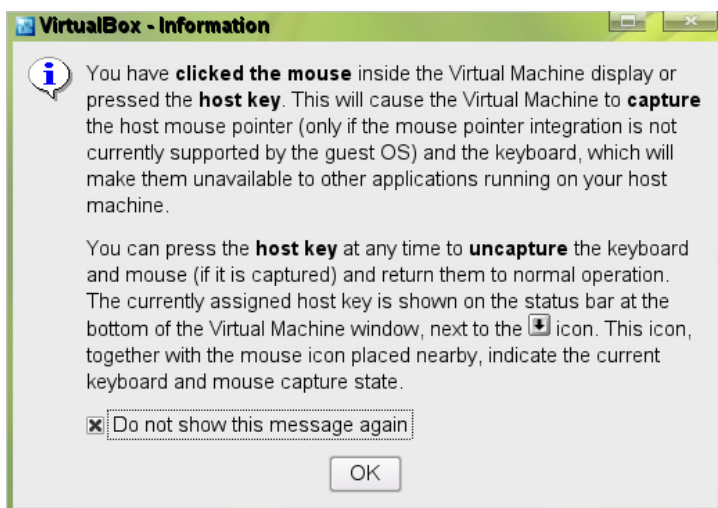 VirtualBox - Information
You have clicked the mouse inside the Virtual Machine display or
pressed the host key. This will cause the Virtual Machine to capture
the host mouse pointer (only if the mouse pointer integration is not
currently supported by the guest OS) and the keyboard, which will
make them unavailable to other applications running on your host
machine.
You can press the host key at any time to uncapture the keyboard
and mouse (if it is captured) and return them to normal operation.
The currently assigned host key is shown on the status bar at the
bottom of the Virtual Machine window, next to the icon. This icon,
together with the mouse icon placed nearby, indicate the current
keyboard and mouse capture state.
Do not show this message again
OK